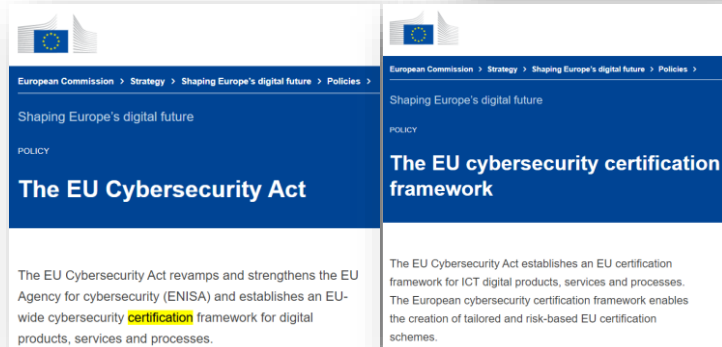 European Commission > Strategy > Shaping Europe's digital future > Policies >
Shaping Europe's digital future
POLICY
The EU Cybersecurity Act
The EU Cybersecurity Act revamps and strengthens the EU
Agency for cybersecurity (ENISA) and establishes an EU-
wide cybersecurity certification framework for digital
products, services and processes.
European Commission > Strategy > Shaping Europe's digital future > Policies >
Shaping Europe's digital future
POLICY
The EU cybersecurity certification
framework
The EU Cybersecurity Act establishes an EU certification
framework for ICT digital products, services and processes.
The European cybersecurity certification framework enables
the creation of tailored and risk-based EU certification
schemes.